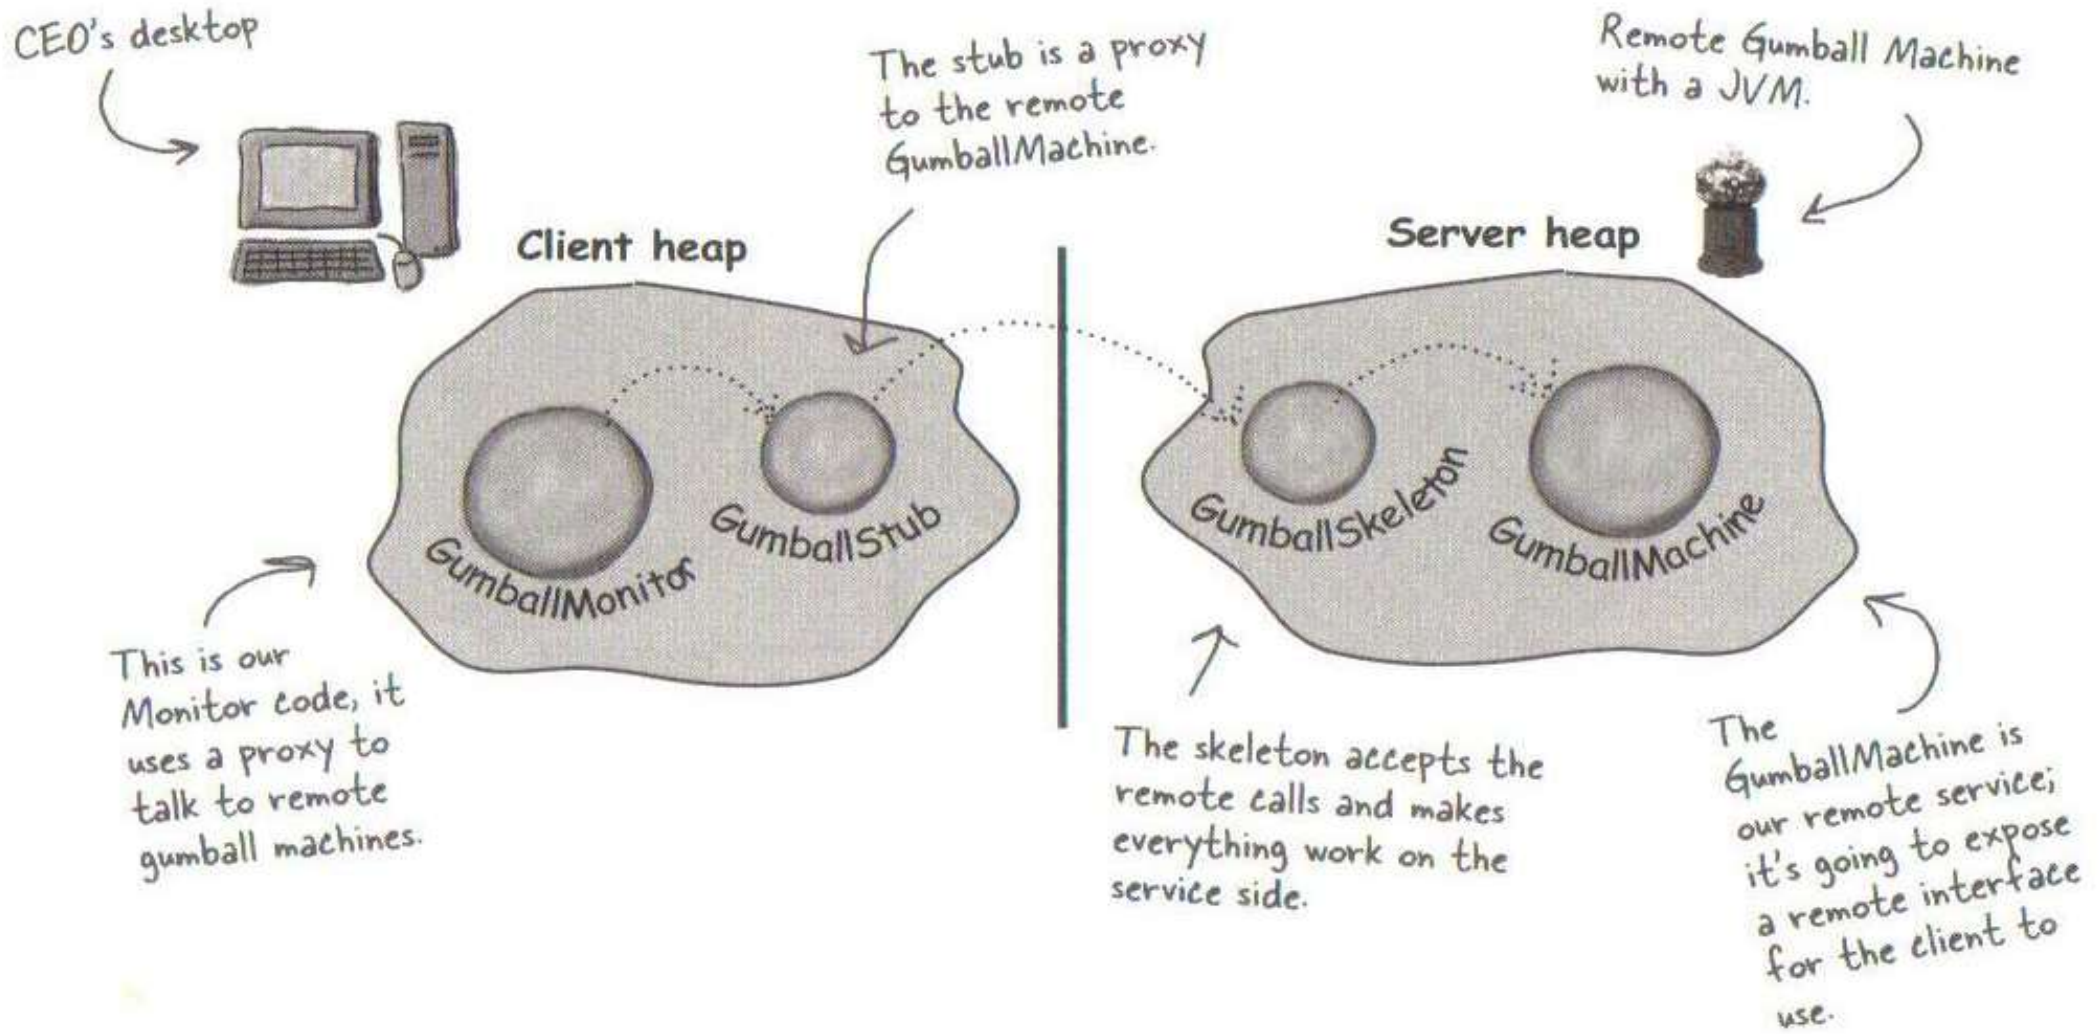 CEO's desktop
The stub is a proxy
to the remote
GumballMachine.
Remote Gumball Machine
with a JVM.
Client heap
Server heap
GumballMonitor
GumballStub
GumballSkeleton
GumballMachine
This is our
Monitor code, it
uses a proxy to
talk to remote
gumball machines.
The skeleton accepts the
remote calls and makes
everything work on the
service side.
The
GumballMachine is
our remote service;
it's going to expose
a remote interface
for the client to
use.